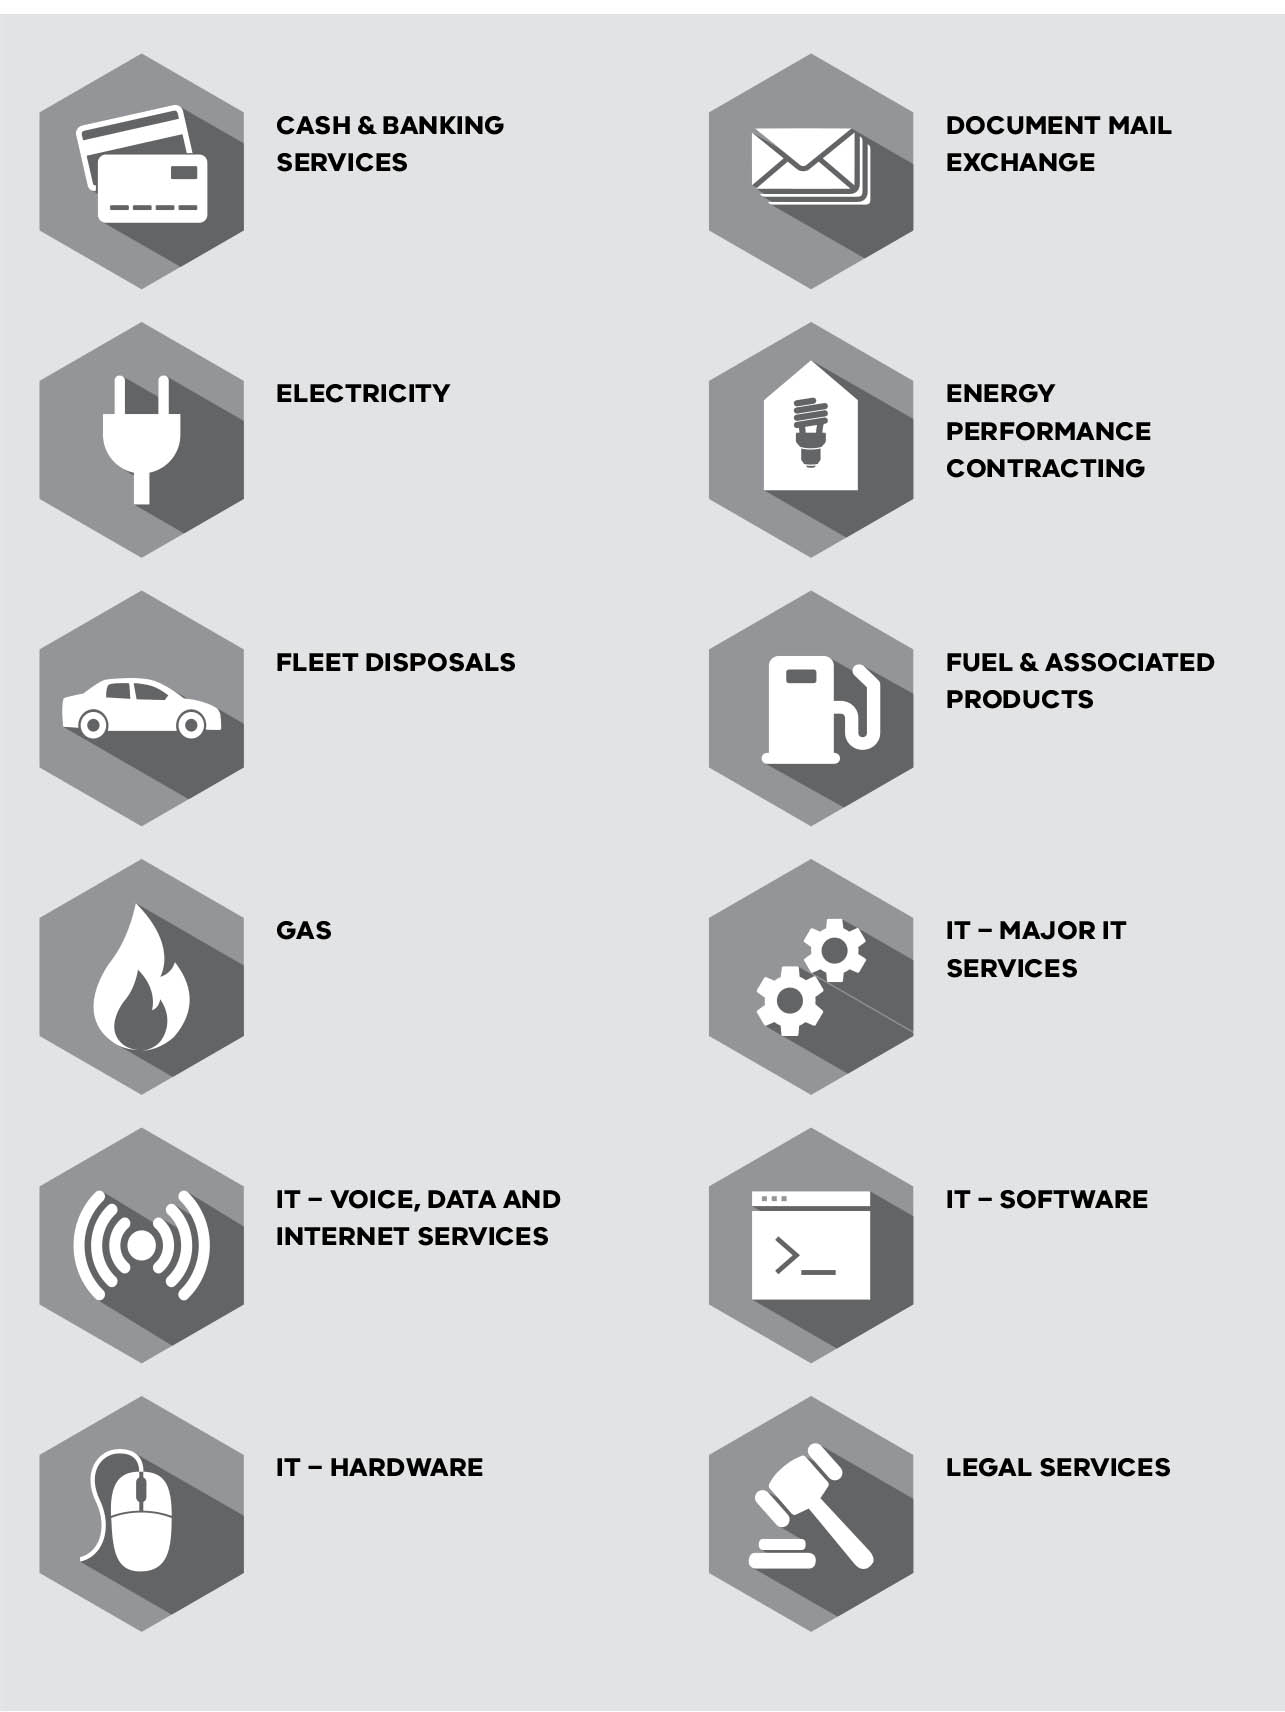 CASH & BANKING
SERVICES
DOCUMENT MAIL
EXCHANGE
ELECTRICITY
ENERGY
PERFORMANCE
CONTRACTING
FLEET DISPOSALS
FUEL & ASSOCIATED
PRODUCTS
GAS
IT – MAJOR IT
SERVICES
IT – VOICE, DATA AND
INTERNET SERVICES
IT – SOFTWARE
IT – HARDWARE
LEGAL SERVICES